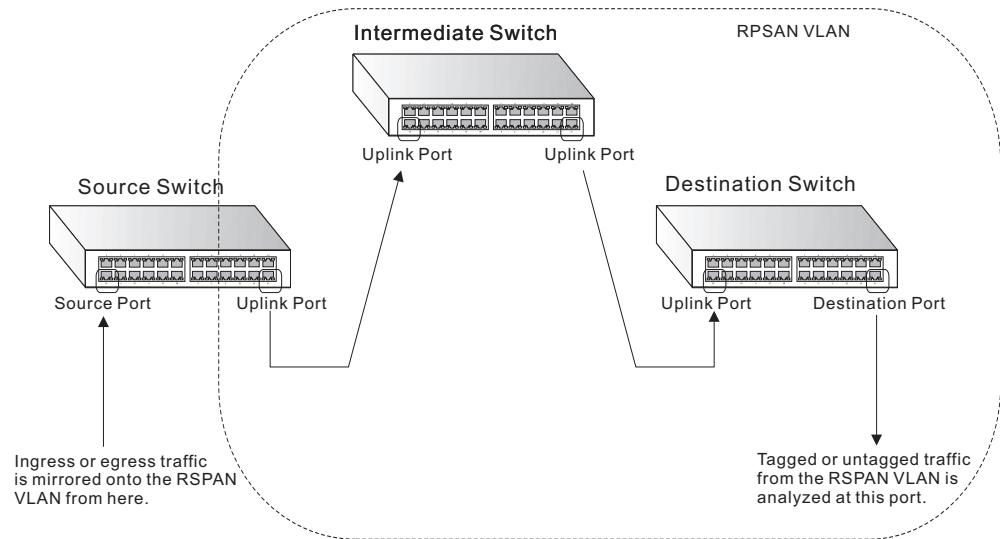 Intermediate Switch
RPSAN VLAN
Uplink Port
Uplink Port
Source Switch
Destination Switch
Source Port
Uplink Port
Uplink Port
Destination Port
Ingress or egress traffic
is mirrored onto the RSPAN
VLAN from here.
Tagged or untagged traffic
from the RSPAN VLAN is
analyzed at this port.